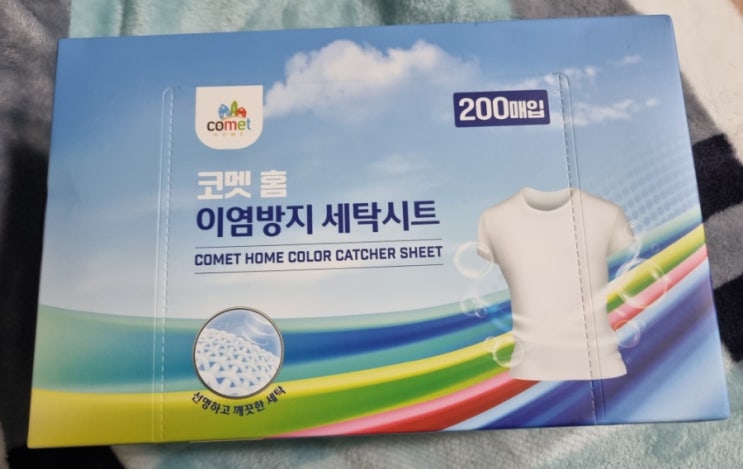 comet
HOME
200매입
코멧 홈
이염방지 세탁시트
COMET HOME COLOR CATCHER SHEET
선명하고 깨끗한 세탁